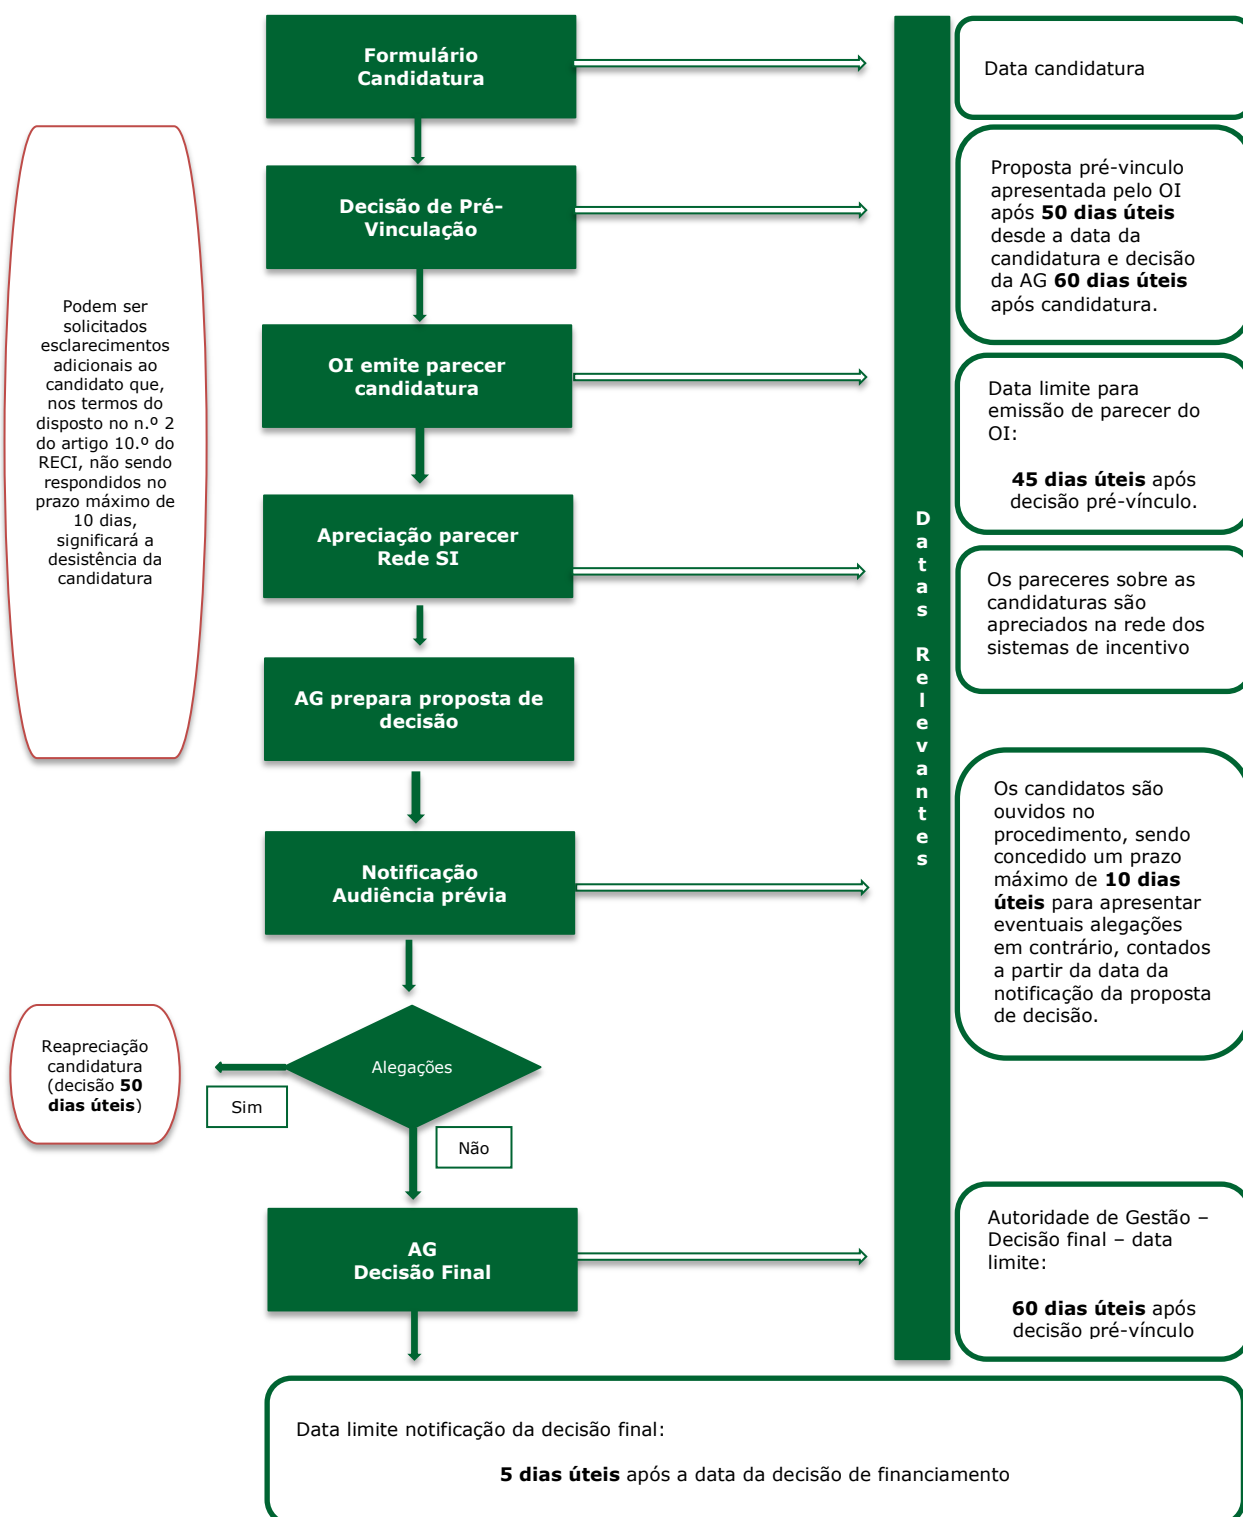 Formulário
Candidatura
Data candidatura
Decisão de Pré-
Vinculação
Proposta pré-vinculo
apresentada pelo OI
após 50 dias úteis
desde a data da
candidatura e decisão
da AG 60 dias úteis
após candidatura.
Podem ser
solicitados
esclarecimentos
adicionais ao
candidato que,
nos termos do
disposto no n.º 2
do artigo 10.º do
RECI, não sendo
respondidos no
prazo máximo de
10 dias,
significará a
desistência da
candidatura
OI emite parecer
candidatura
Data limite para
emissão de parecer do
OI:
45 dias úteis após
decisão pré-vínculo.
Apreciação parecer
Rede SI
Os pareceres sobre as
candidaturas são
apreciados na rede dos
sistemas de incentivo
D
a
t
a
s
R
e
l
e
v
a
n
t
e
s
AG prepara proposta de
decisão
Notificação
Audiência prévia
Os candidatos são
ouvidos no
procedimento, sendo
concedido um prazo
máximo de 10 dias
úteis para apresentar
eventuais alegações
em contrário, contados
a partir da data da
notificação da proposta
de decisão.
Alegações
Reapreciação
candidatura
(decisão 50
dias úteis)
Sim
Não
AG
Decisão Final
Autoridade de Gestão –
Decisão final – data
limite:
60 dias úteis após
decisão pré-vínculo
Data limite notificação da decisão final:
5 dias úteis após a data da decisão de financiamento